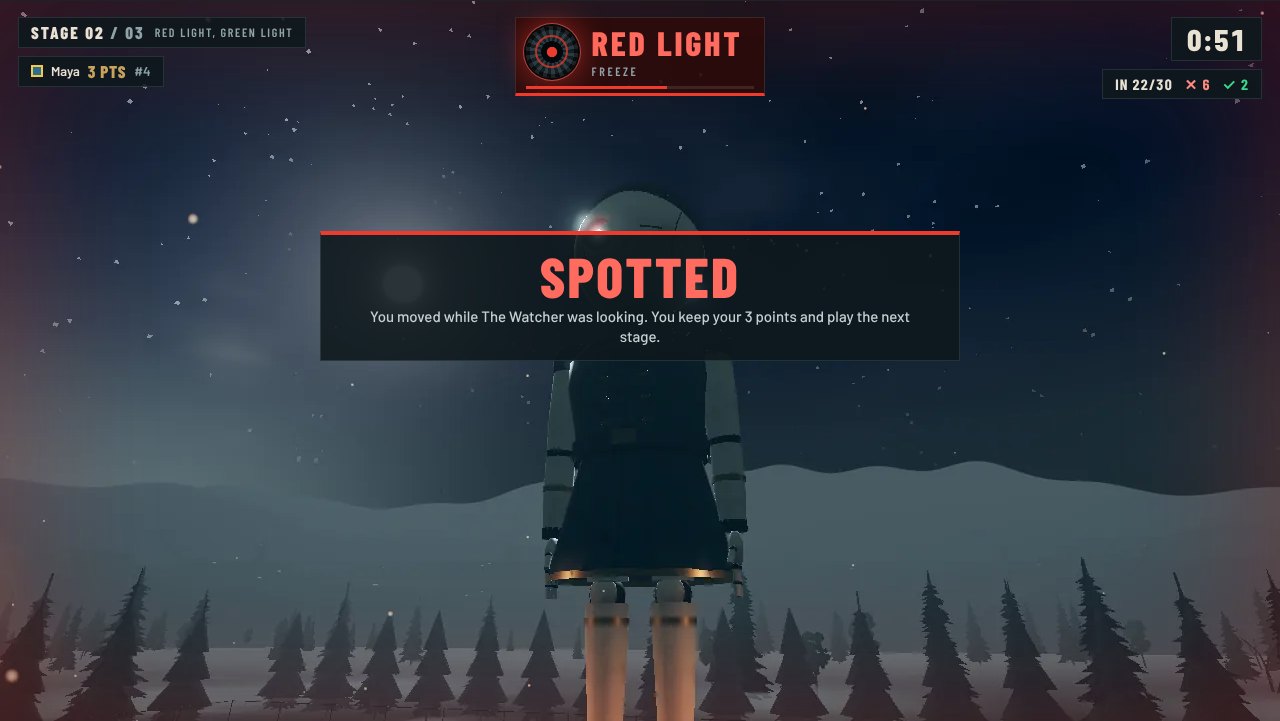 STAGE 02 / 03 RED LIGHT, GREEN LIGHT
Maya 3 PTS #4
RED LIGHT
FREEZE
0:51
IN 22/30 ✕ 6 ✓ 2
SPOTTED
You moved while The Watcher was looking. You keep your 3 points and play the next
stage.